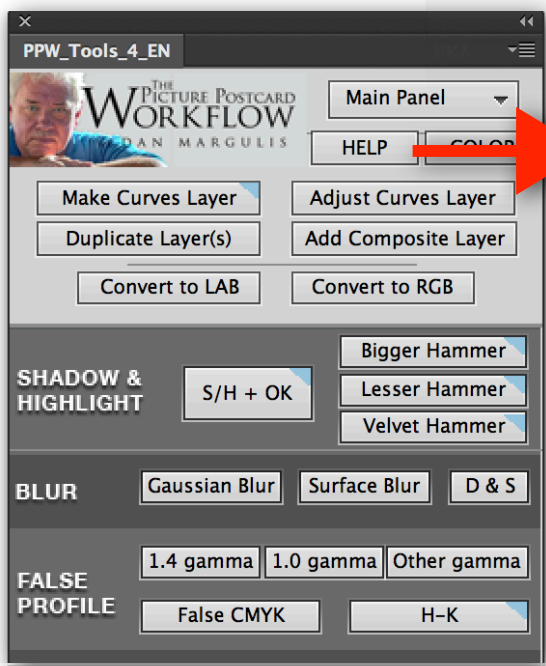 PPW_Tools_4_EN
THE
PICTURE POSTCARD
WORKFLOW
DAN MARGULIS
Main Panel
HELP
Make Curves Layer
Adjust Curves Layer
Duplicate Layer(s)
Add Composite Layer
Convert to LAB
Convert to RGB
SHADOW &
HIGHLIGHT
S/H + OK
Bigger Hammer
Lesser Hammer
Velvet Hammer
BLUR
Gaussian Blur
Surface Blur
D & S
FALSE
PROFILE
1.4 gamma
1.0 gamma
Other gamma
False CMYK
H-K